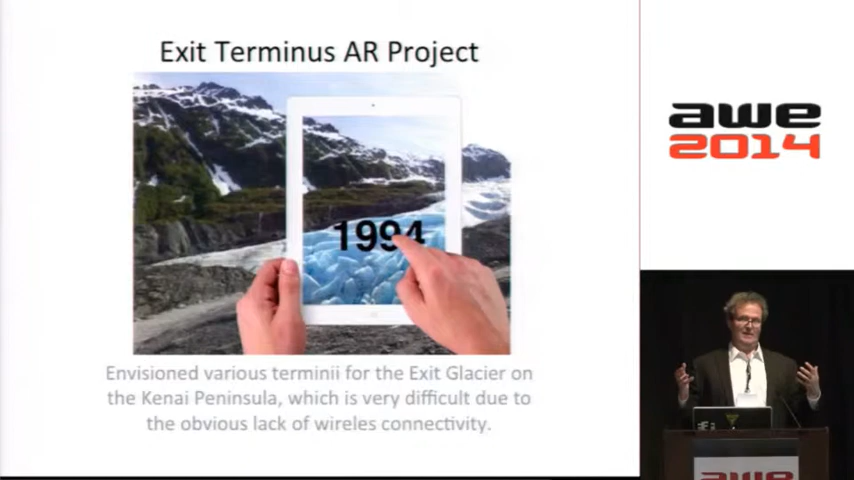 Exit Terminus AR Project
1994
Envisioned various terminii for the Exit Glacier on
the Kenai Peninsula, which is very difficult due to
the obvious lack of wireles connectivity.
awe
2014
awe